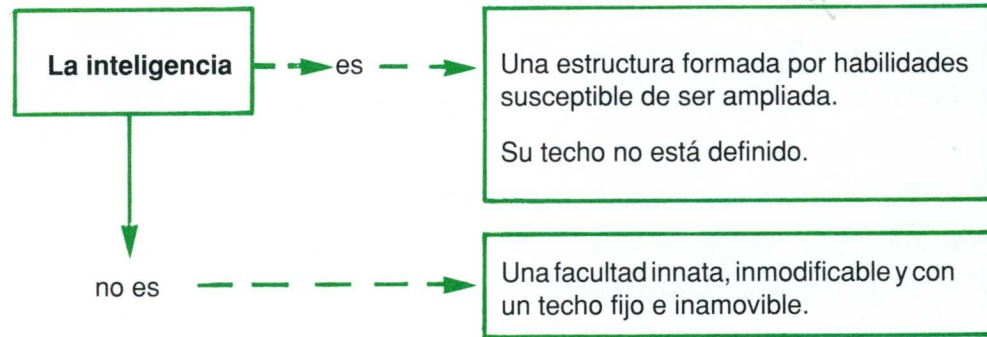 La inteligencia
es
Una estructura formada por habilidades
susceptible de ser ampliada.
Su techo no está definido.
no es
Una facultad innata, inmodificable y con
un techo fijo e inamovible.